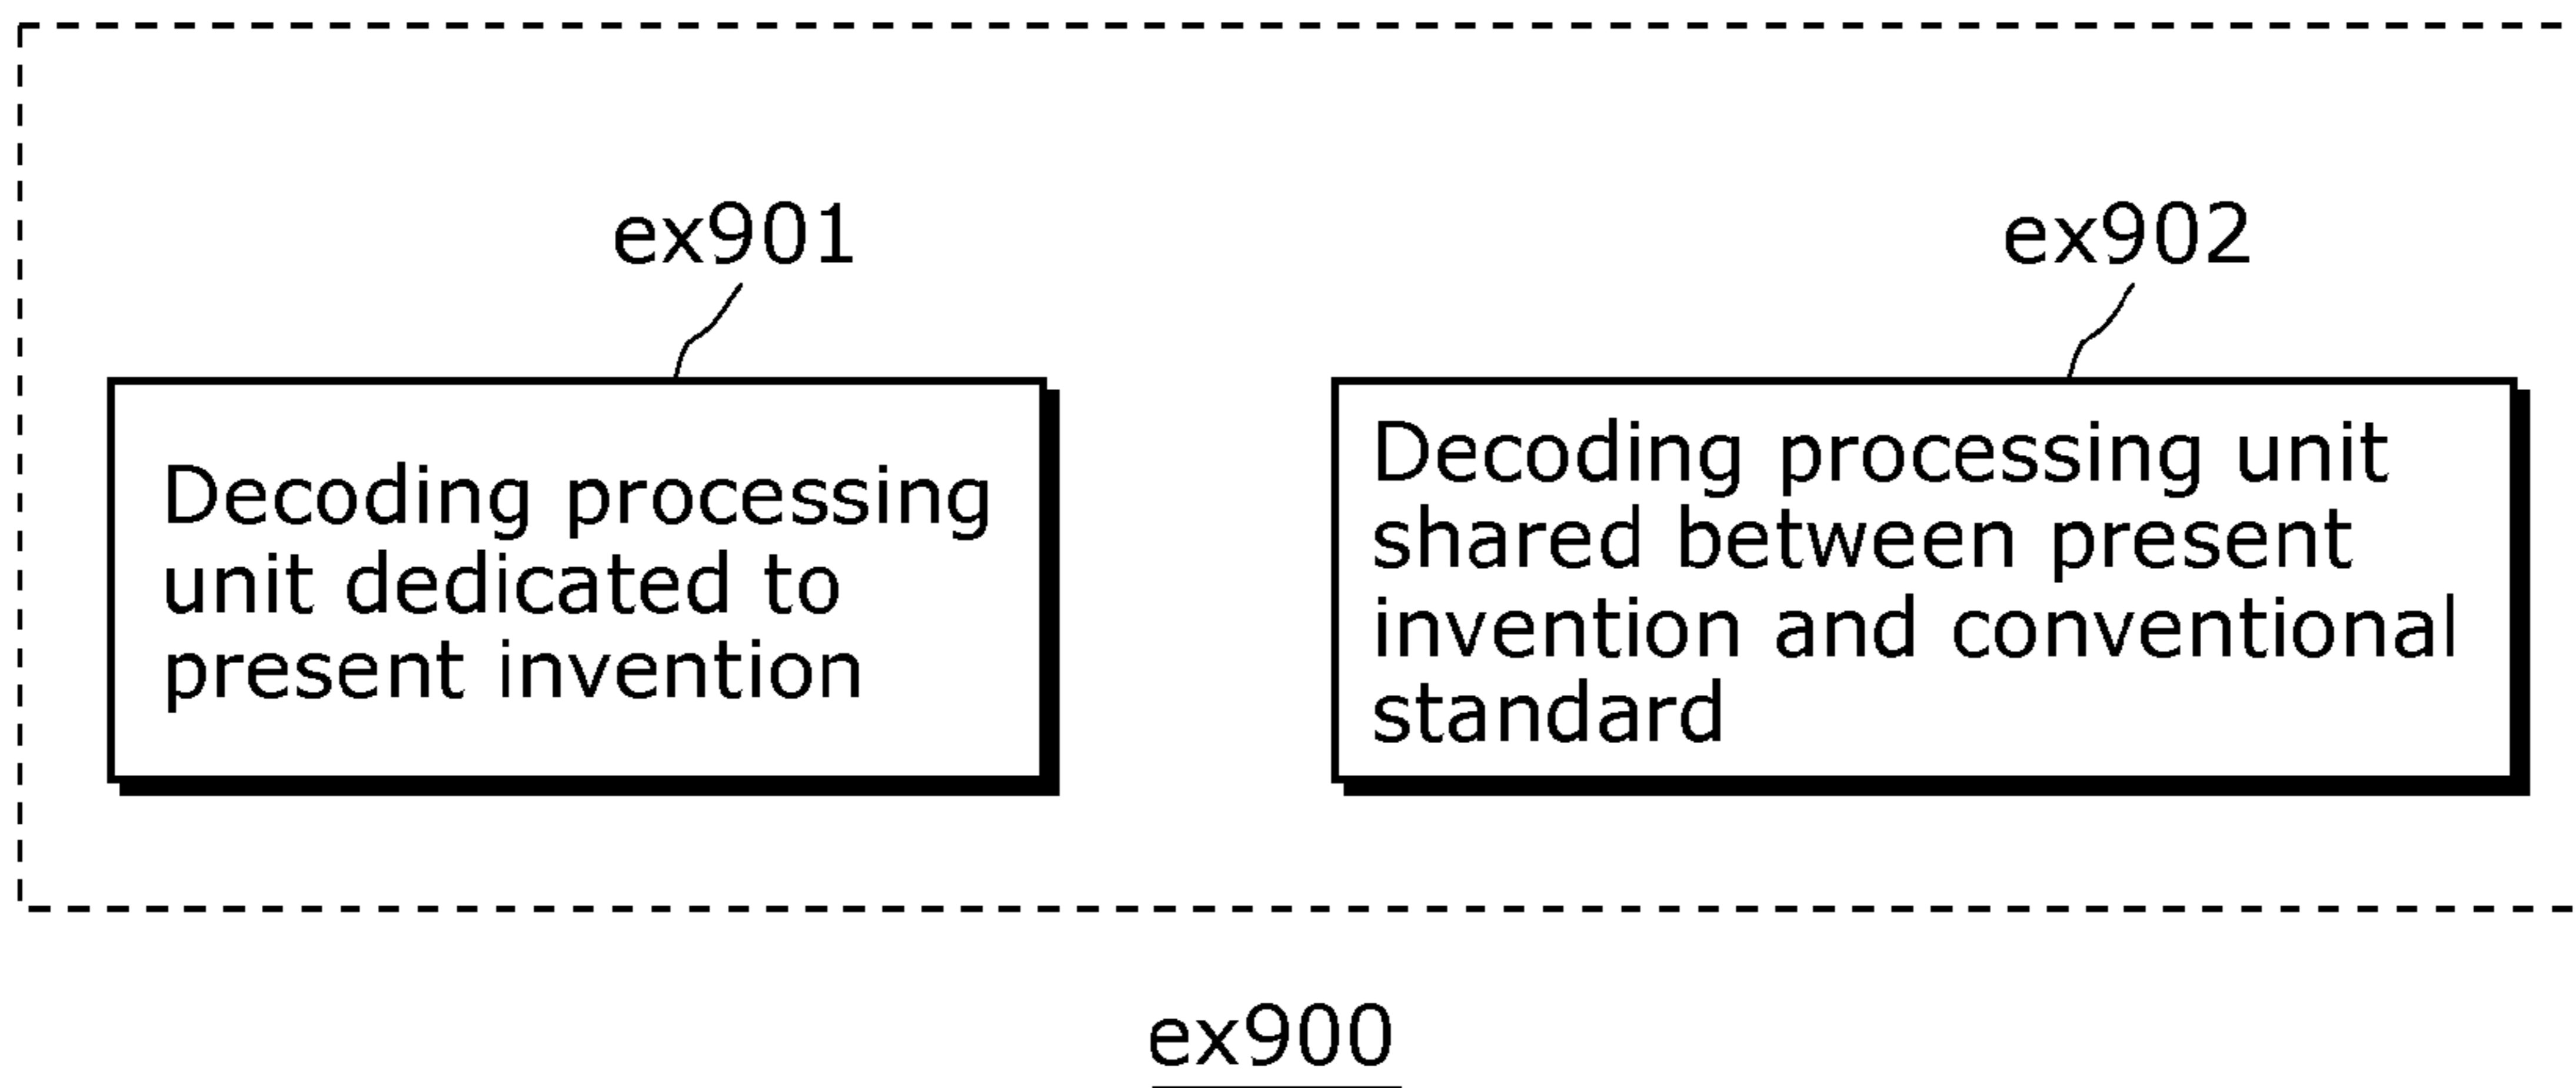 ex901
ex902
Decoding processing
unit dedicated to
present invention
Decoding processing unit
shared between present
invention and conventional
standard
ex900